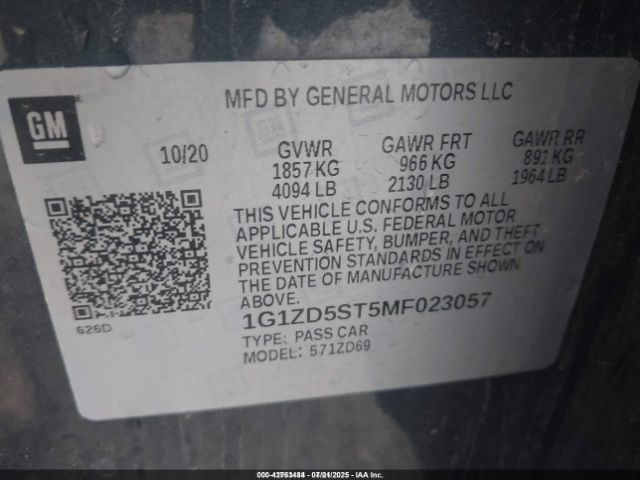 GM
MFD BY GENERAL MOTORS LLC
10/20 GVWR GAWR FRT GAWR RR
1857 KG 966 KG 891 KG
4094 LB 2130 LB 1964 LB
THIS VEHICLE CONFORMS TO ALL
APPLICABLE U.S. FEDERAL MOTOR
VEHICLE SAFETY, BUMPER, AND THEFT
PREVENTION STANDARDS IN EFFECT ON
THE DATE OF MANUFACTURE SHOWN
ABOVE.
626D
1G1ZD5ST5MF023057
TYPE: PASS CAR
MODEL: 571ZD69
000-42763484 - 07/21/2025 - IAA Inc.